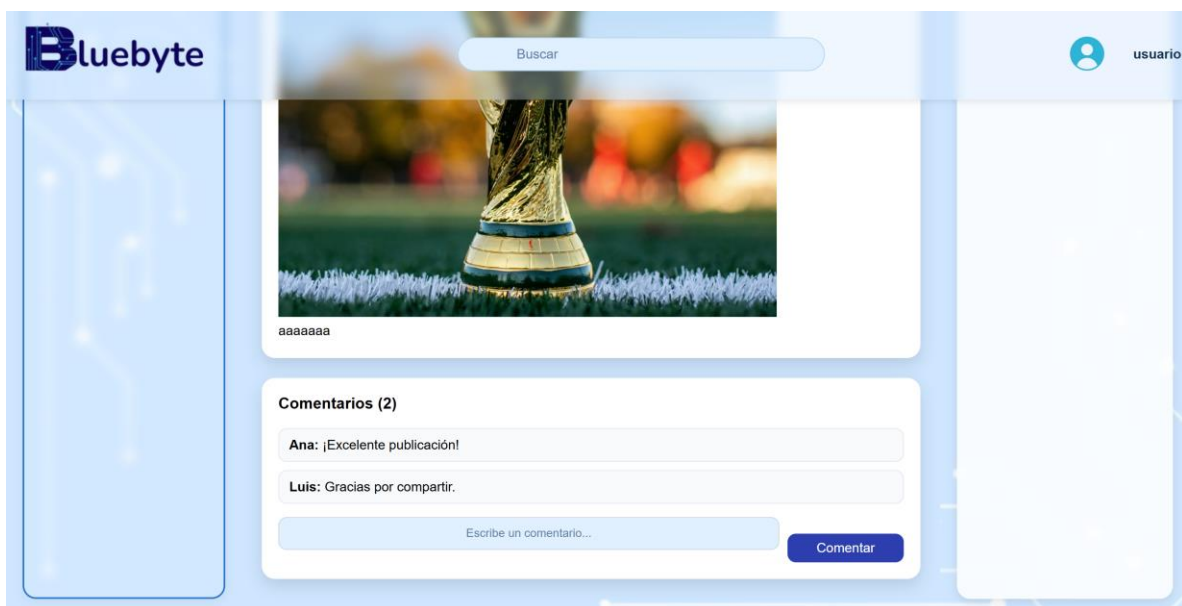 Bluebyte
Buscar
usuario
aaaaaaa
Comentarios (2)
Ana: ¡Excelente publicación!
Luis: Gracias por compartir.
Escribe un comentario...
Comentar